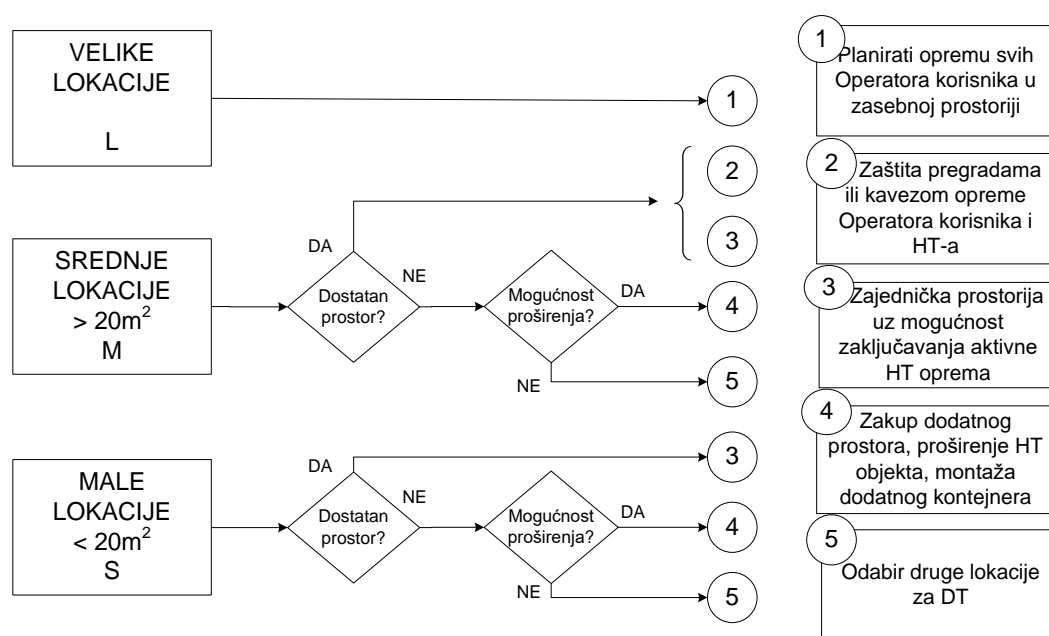 VELIKE
LOKACIJE
L
1
2
3
DA
SREDNJE
LOKACIJE
> 20m²
M
Dostatan
prostor?
NE
Mogućnost
proširenja?
DA
4
NE
5
MALE
LOKACIJE
< 20m²
S
DA
3
Dostatan
prostor?
NE
Mogućnost
proširenja?
DA
4
NE
5
1
Planirati opremu svih
Operatora korisnika u
zasebnoj prostoriji
2
Zaštita pregradama
ili kavezom opreme
Operatora korisnika i
HT-a
3
Zajednička prostorija
uz mogućnost
zaključavanja aktivne
HT oprema
4
Zakup dodatnog
prostora, proširenje HT
objekta, montaža
dodatnog kontejnera
5
Odabir druge lokacije
za DT